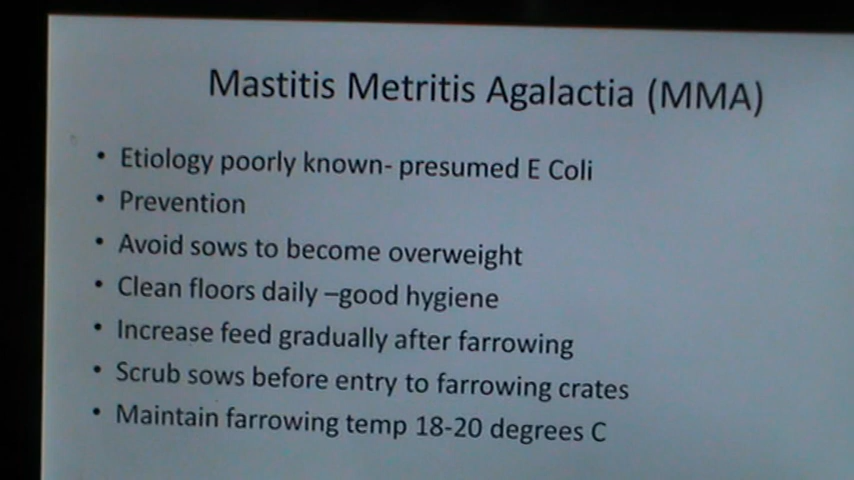 Mastitis Metritis Agalactia (MMA)
• Etiology poorly known- presumed E Coli
• Prevention
• Avoid sows to become overweight
• Clean floors daily –good hygiene
• Increase feed gradually after farrowing
• Scrub sows before entry to farrowing crates
• Maintain farrowing temp 18-20 degrees C